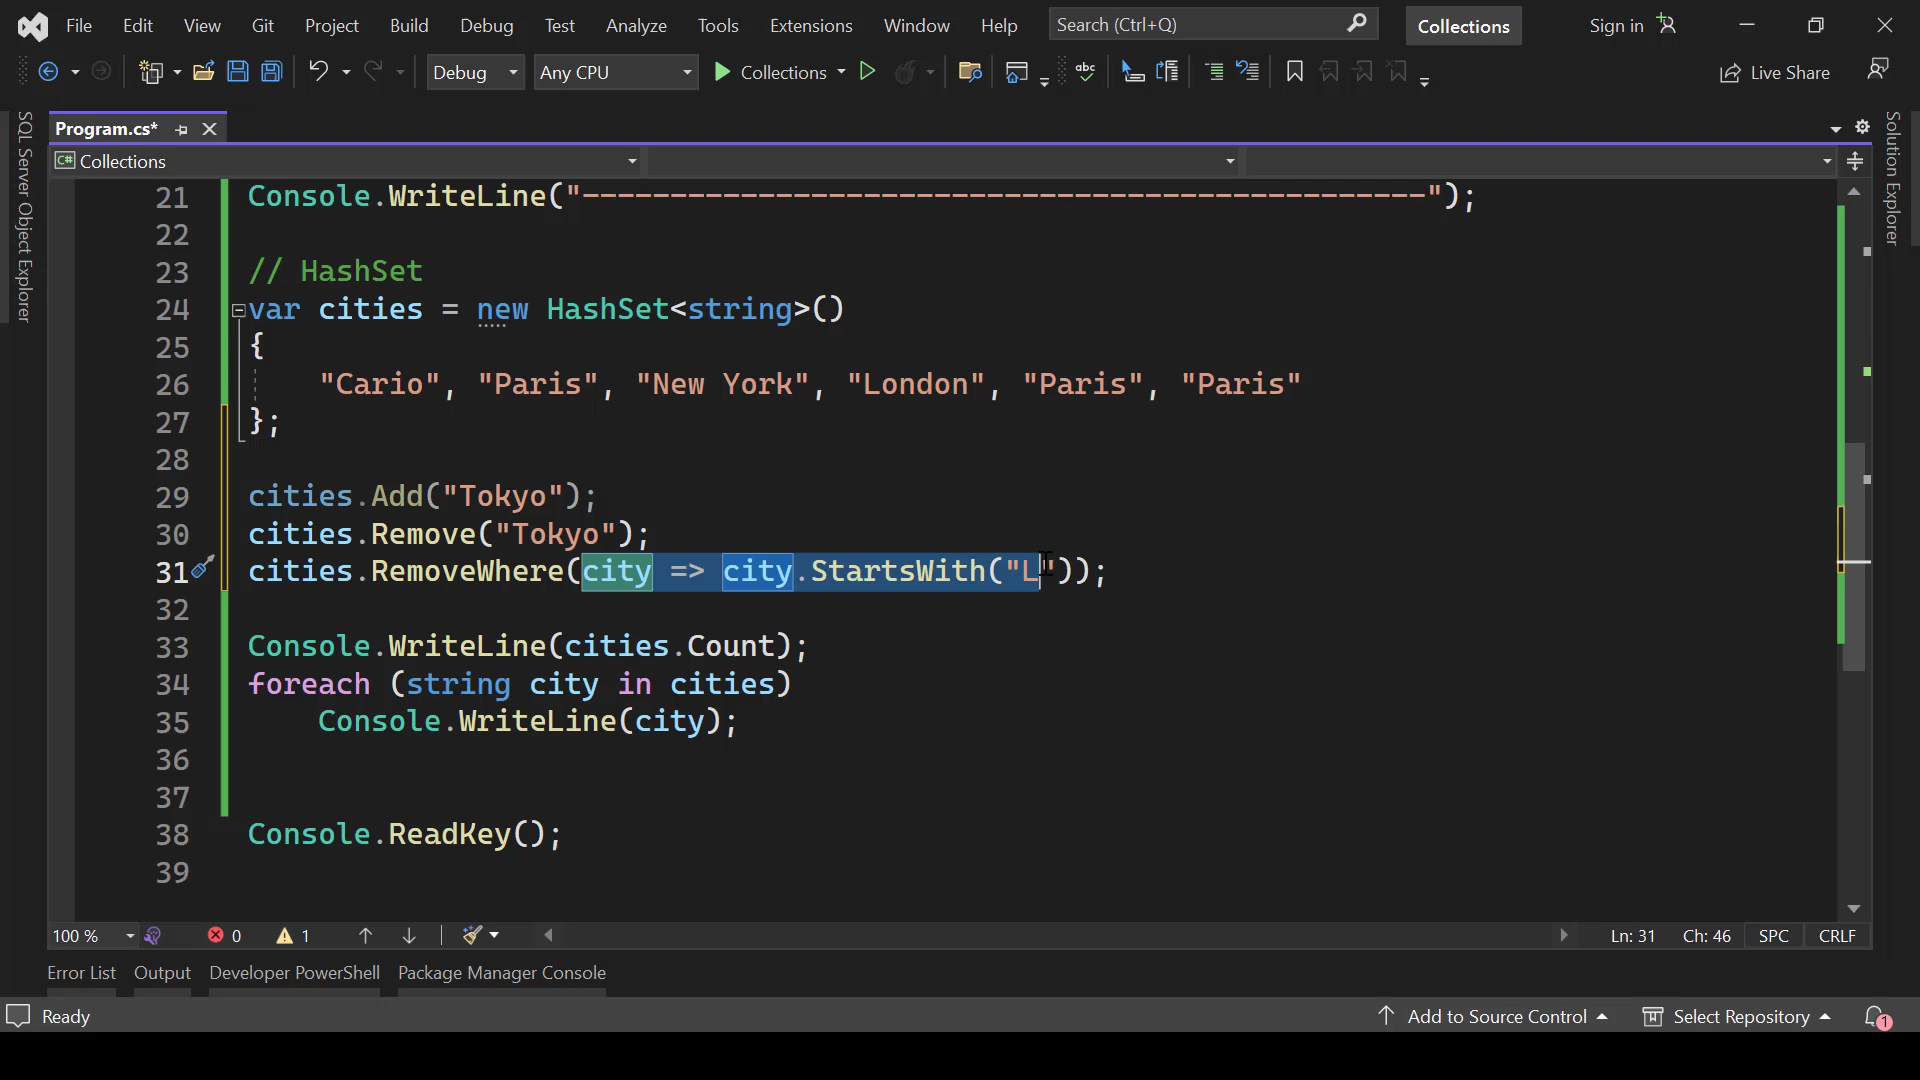 File Edit View Git Project Build Debug Test Analyze Tools Extensions Window Help Search (Ctrl+Q) Collections Sign in
Debug Any CPU Collections abc Live Share
SQL Server Object Explorer
Program.cs*
Solution Explorer
C# Collections
21 Console.WriteLine("------------------------------------------------");
22
23 // HashSet
24 var cities = new HashSet<string>()
25 {
26 "Cario", "Paris", "New York", "London", "Paris", "Paris"
27 };
28
29 cities.Add("Tokyo");
30 cities.Remove("Tokyo");
31 cities.RemoveWhere(city => city.StartsWith("L"));
32
33 Console.WriteLine(cities.Count);
34 foreach (string city in cities)
35 Console.WriteLine(city);
36
37
38 Console.ReadKey();
39
100 % 0 1 Ln: 31 Ch: 46 SPC CRLF
Error List Output Developer PowerShell Package Manager Console
Ready Add to Source Control Select Repository 1